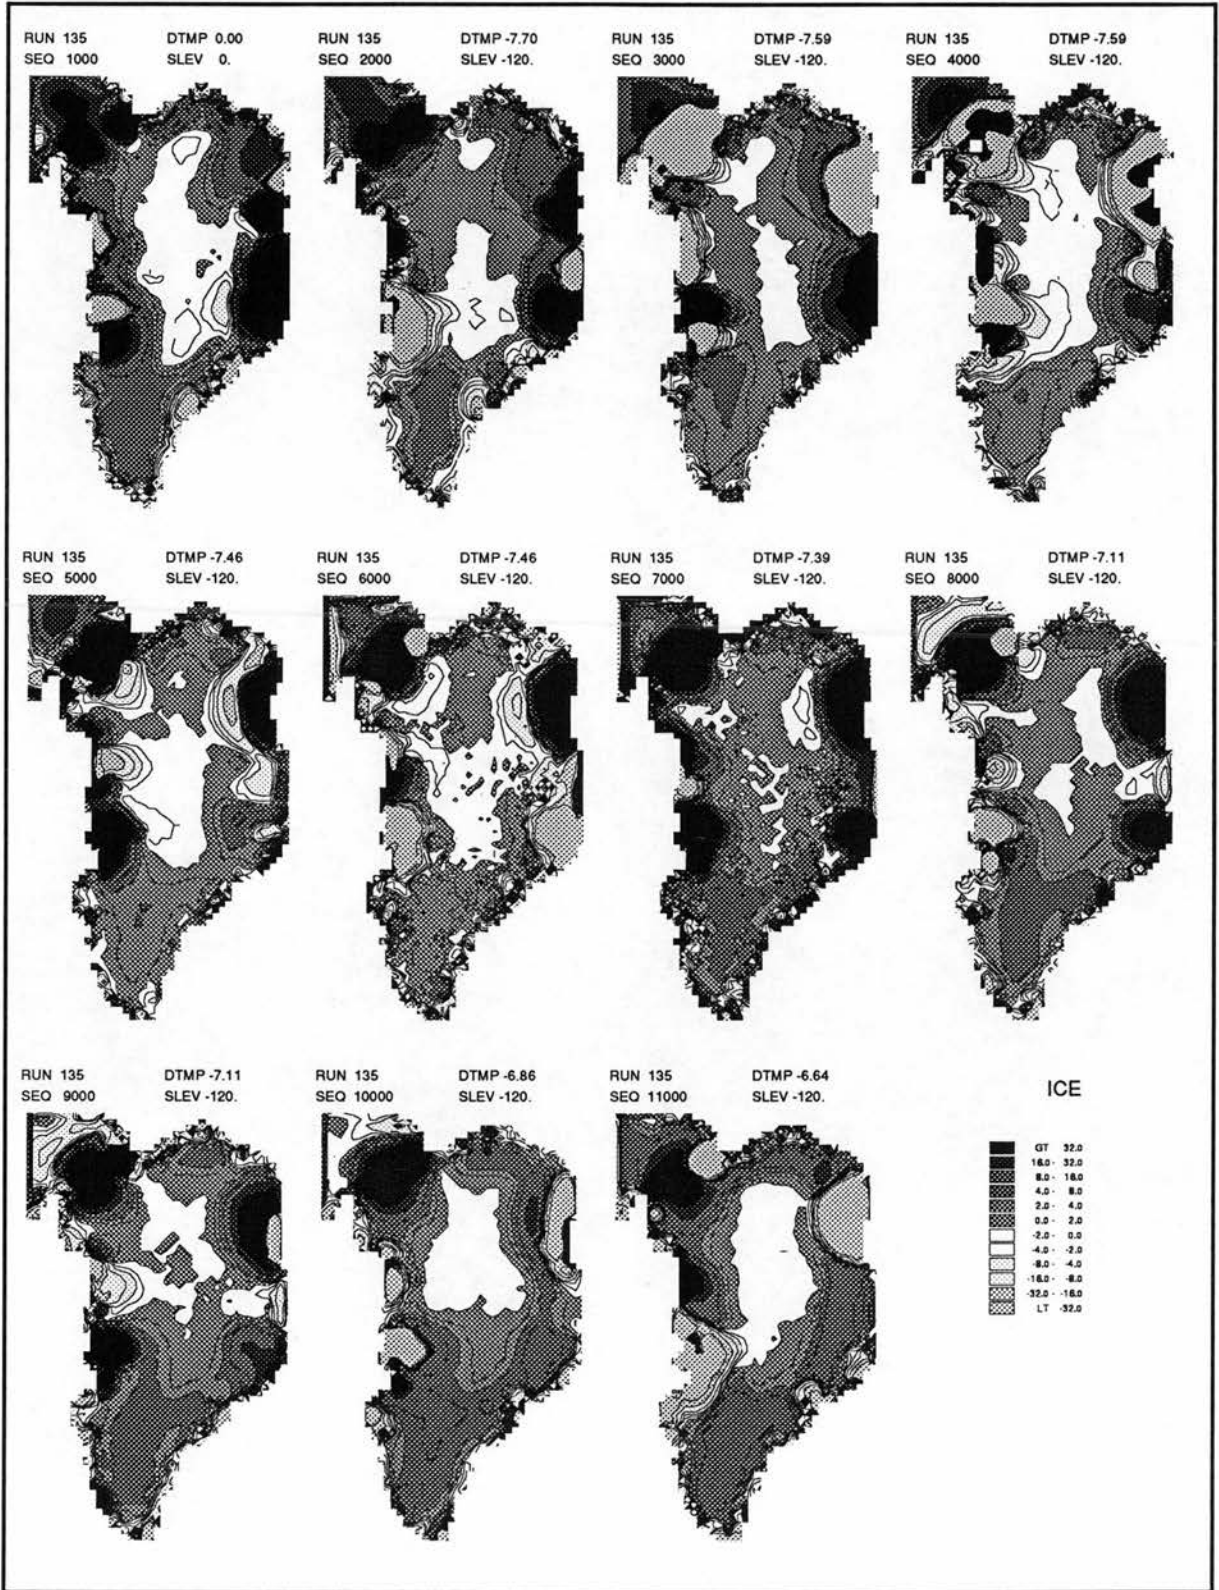 RUN 135 DTMP 0.00 RUN 135 DTMP -7.70 RUN 135 DTMP -7.59 RUN 135 DTMP -7.59
SEQ 1000 SLEV 0. SEQ 2000 SLEV -120. SEQ 3000 SLEV -120. SEQ 4000 SLEV -120.
RUN 135 DTMP -7.46 RUN 135 DTMP -7.46 RUN 135 DTMP -7.39 RUN 135 DTMP -7.11
SEQ 5000 SLEV -120. SEQ 6000 SLEV -120. SEQ 7000 SLEV -120. SEQ 8000 SLEV -120.
RUN 135 DTMP -7.11 RUN 135 DTMP -6.86 RUN 135 DTMP -6.64
SEQ 9000 SLEV -120. SEQ 10000 SLEV -120. SEQ 11000 SLEV -120.
ICE
GT 32.0
16.0 - 32.0
8.0 - 16.0
4.0 - 8.0
2.0 - 4.0
0.0 - 2.0
-2.0 - 0.0
-4.0 - -2.0
-8.0 - -4.0
-16.0 - -8.0
-32.0 - -16.0
LT -32.0